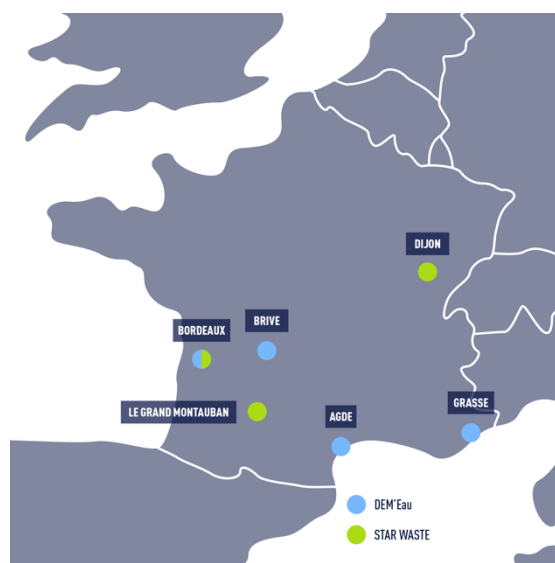 DIJON
BRIVE
BORDEAUX
LE GRAND MONTAUBAN
AGDE
GRASSE
DEM'Eau
STAR WASTE